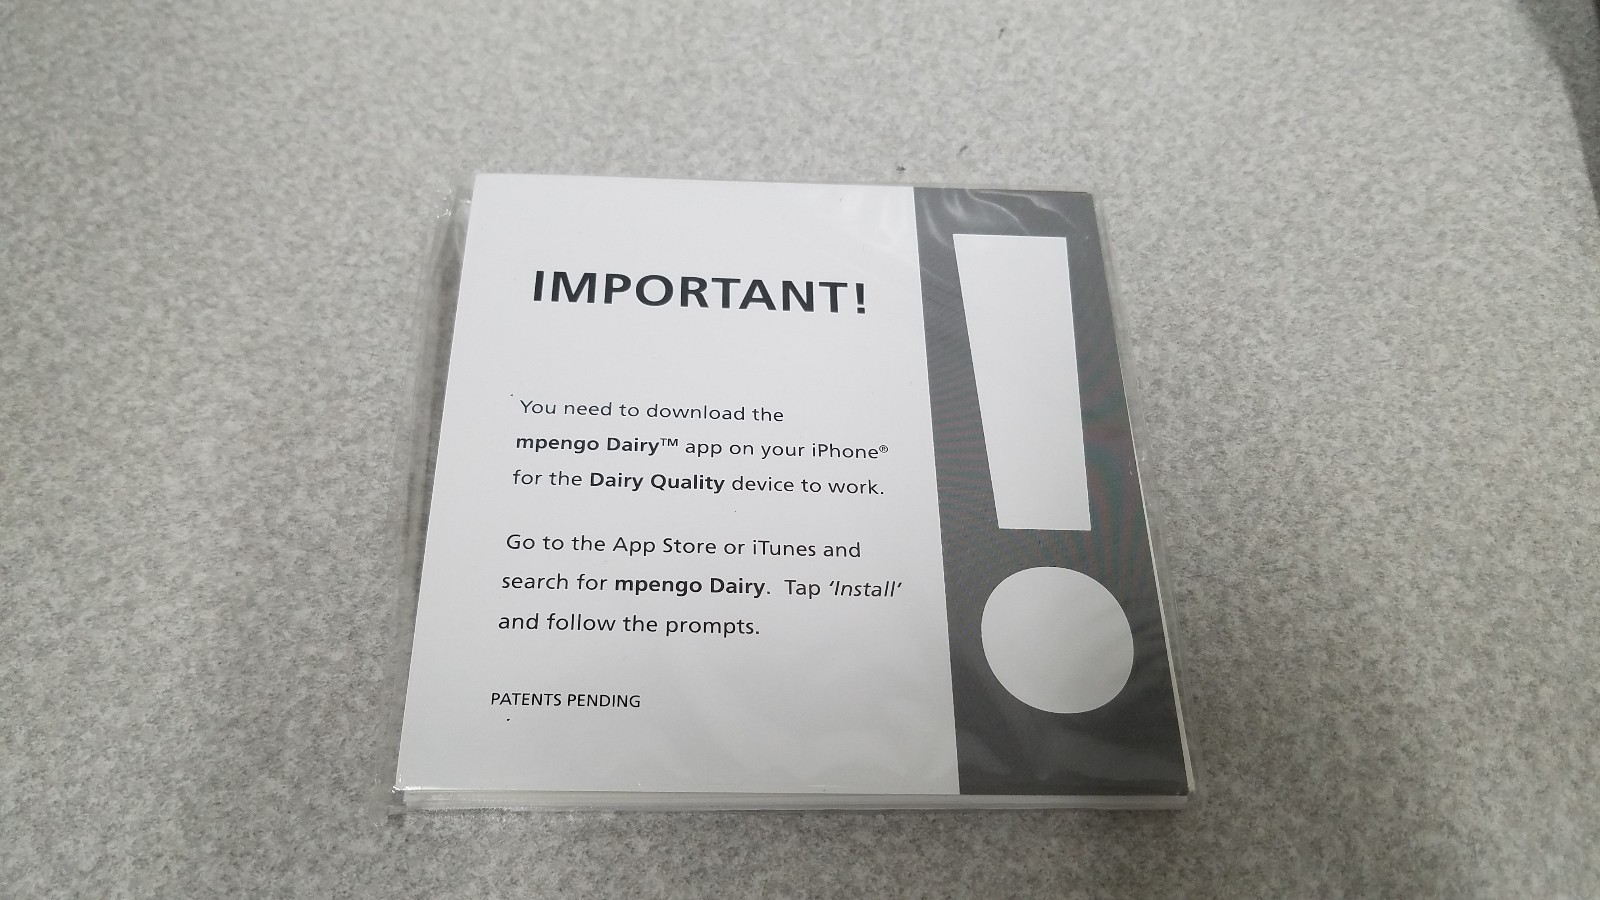 IMPORTANT!
You need to download the
mpengo Dairy™ app on your iPhone®
for the Dairy Quality device to work.
Go to the App Store or iTunes and
search for mpengo Dairy. Tap ‘Install’
and follow the prompts.
PATENTS PENDING
!